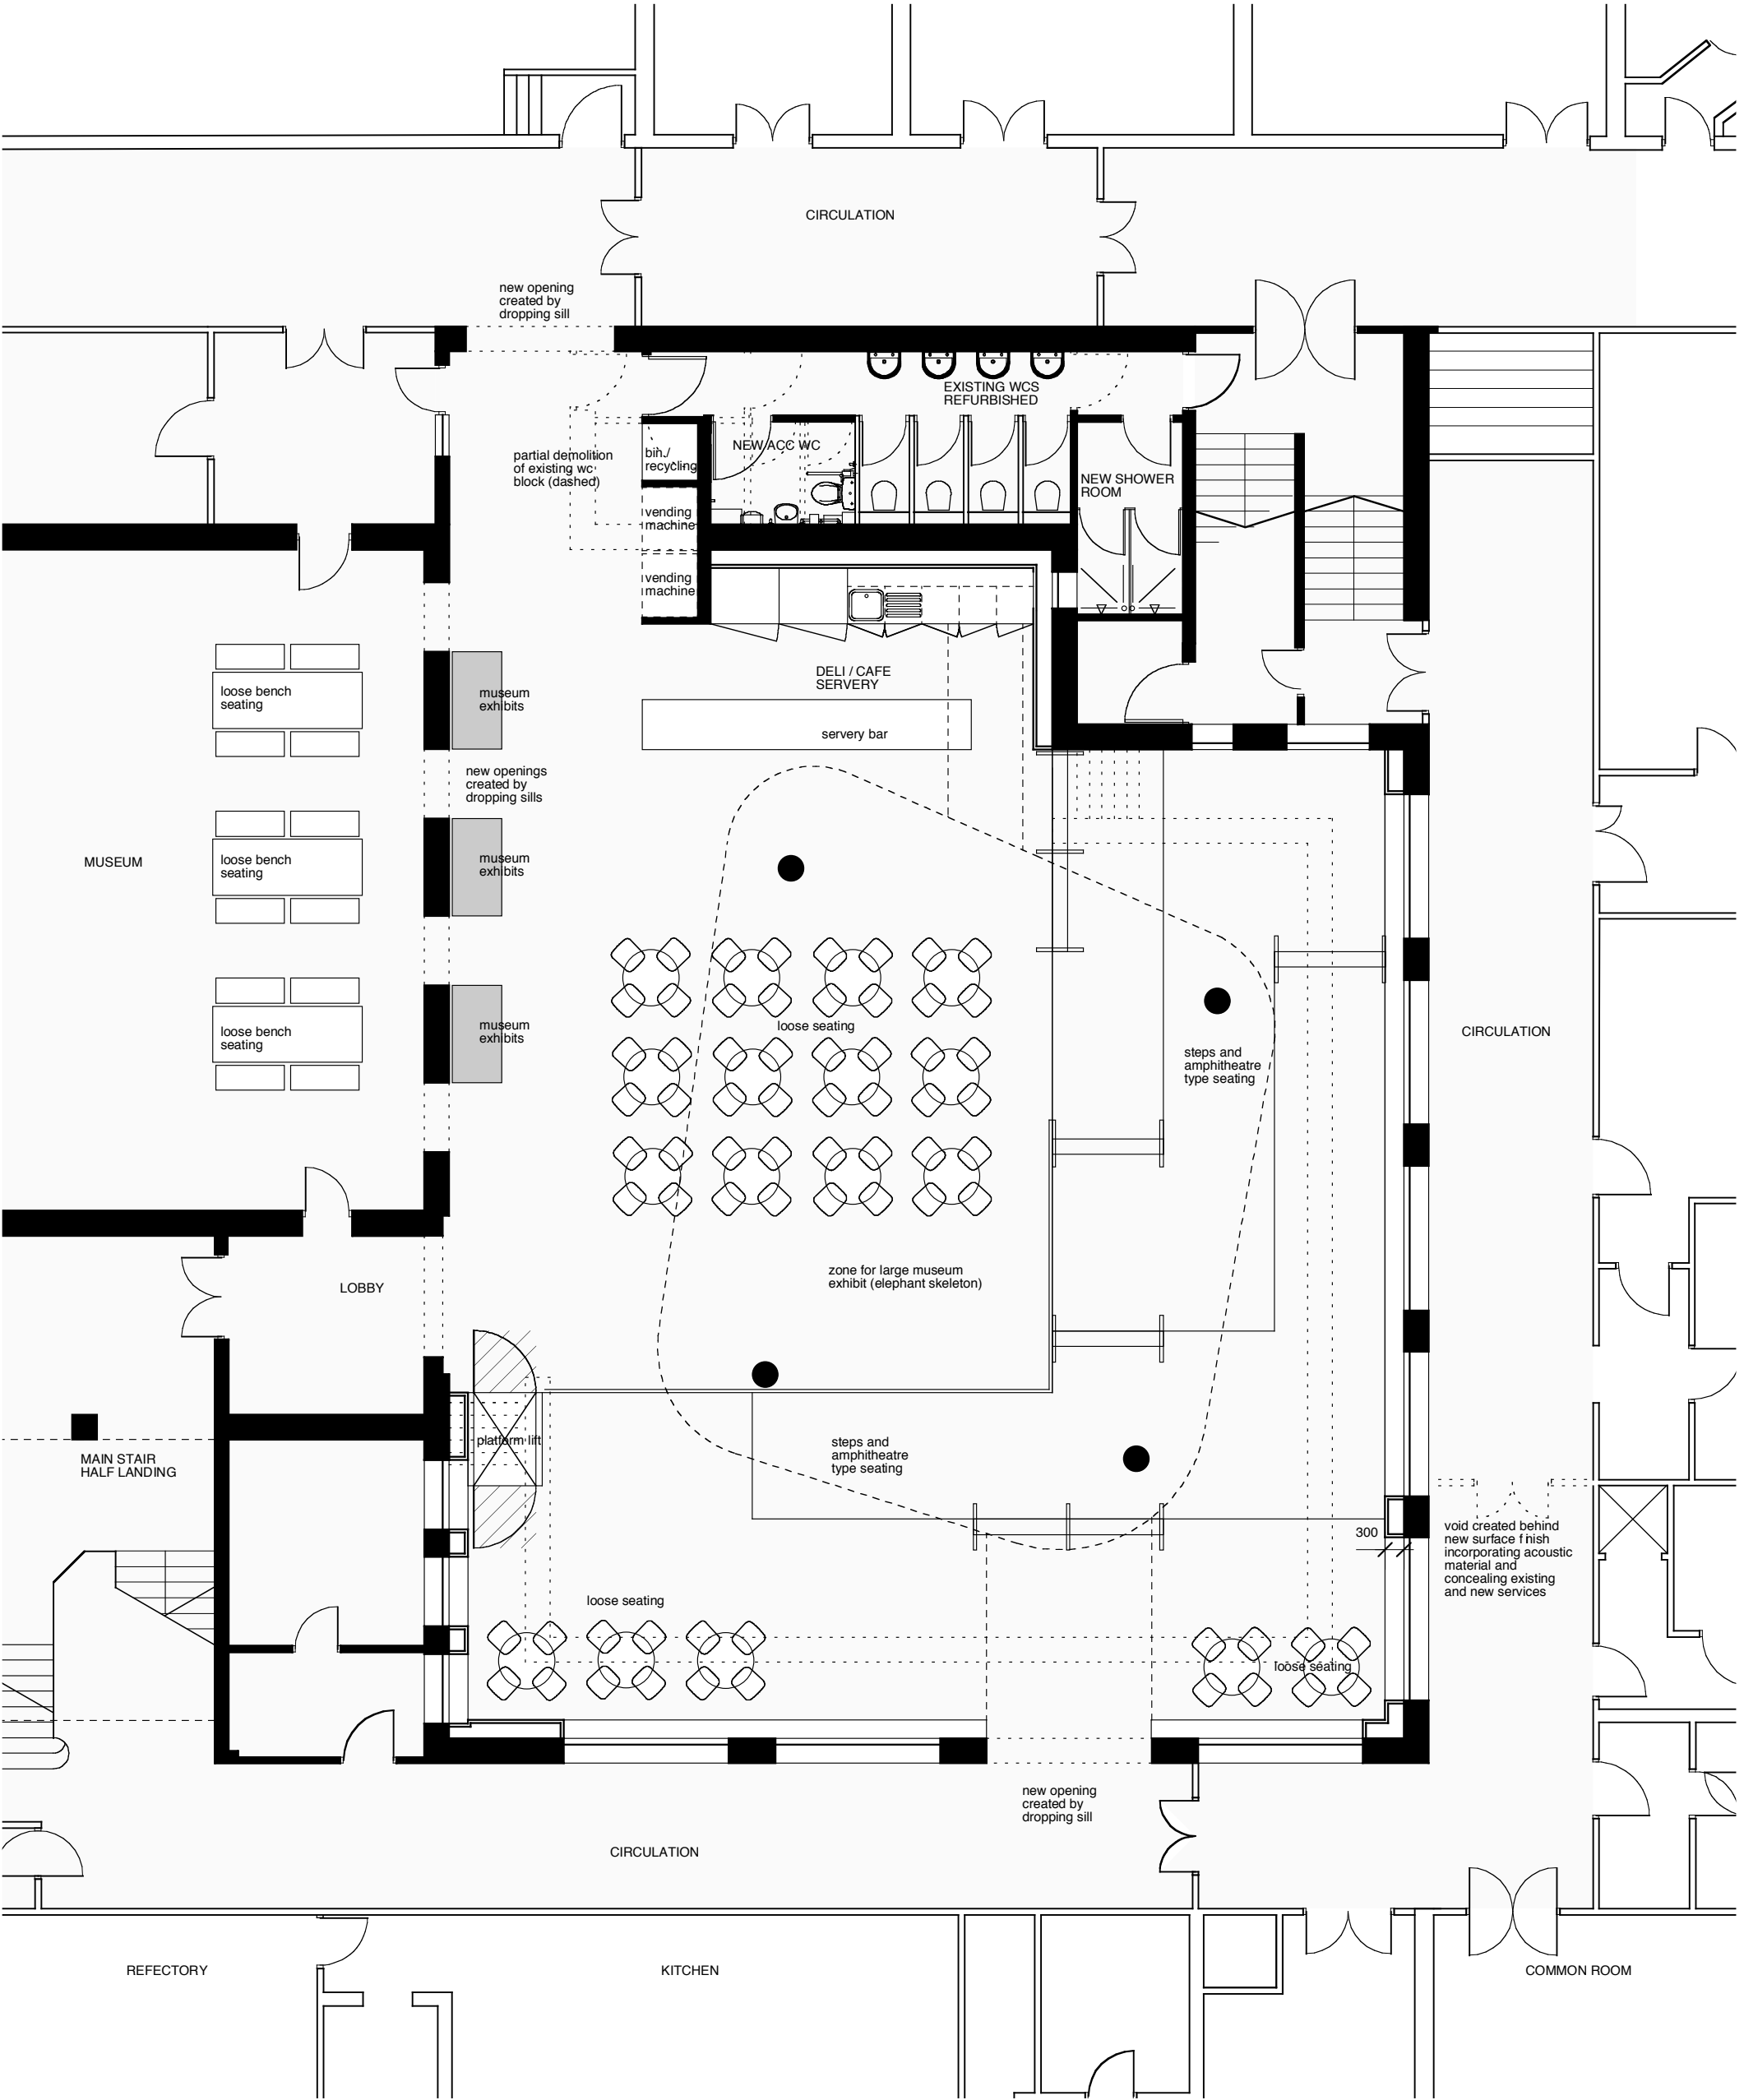 CIRCULATION
new opening
created by
dropping sill
EXISTING WCS
REFURBISHED
partial demolition
of existing wc
block (dashed)
bin./
recycling
NEW ACC WC
NEW SHOWER
ROOM
vending
machine
vending
machine
DELI / CAFE
SERVERY
servery bar
loose bench
seating
museum
exhibits
new openings
created by
dropping sills
MUSEUM
loose bench
seating
museum
exhibits
loose seating
loose bench
seating
museum
exhibits
steps and
amphitheatre
type seating
CIRCULATION
zone for large museum
exhibit (elephant skeleton)
LOBBY
platform lift
MAIN STAIR
HALF LANDING
steps and
amphitheatre
type seating
300
void created behind
new surface finish
incorporating acoustic
material and
concealing existing
and new services
loose seating
loose seating
new opening
created by
dropping sill
CIRCULATION
REFECTORY
KITCHEN
COMMON ROOM